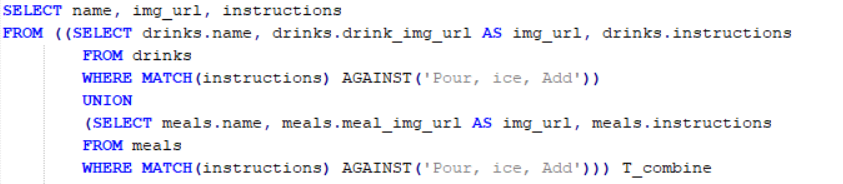 SELECT name, img_url, instructions
FROM ((SELECT drinks.name, drinks.drink_img_url AS img_url, drinks.instructions
FROM drinks
WHERE MATCH(instructions) AGAINST('Pour, ice, Add'))
UNION
(SELECT meals.name, meals.meal_img_url AS img_url, meals.instructions
FROM meals
WHERE MATCH(instructions) AGAINST('Pour, ice, Add'))) T_combine